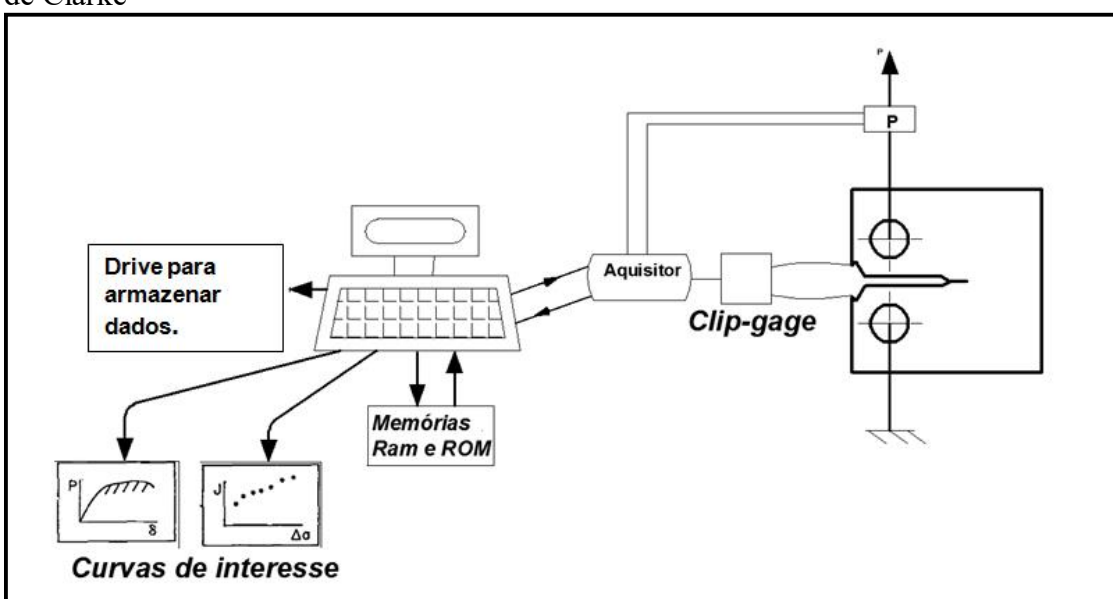 de Clarke
P
P
Aquisitor
Drive para
armazenar
dados.
Clip-gage
Memórias
Ram e ROM
P
δ
J
Δa
Curvas de interesse